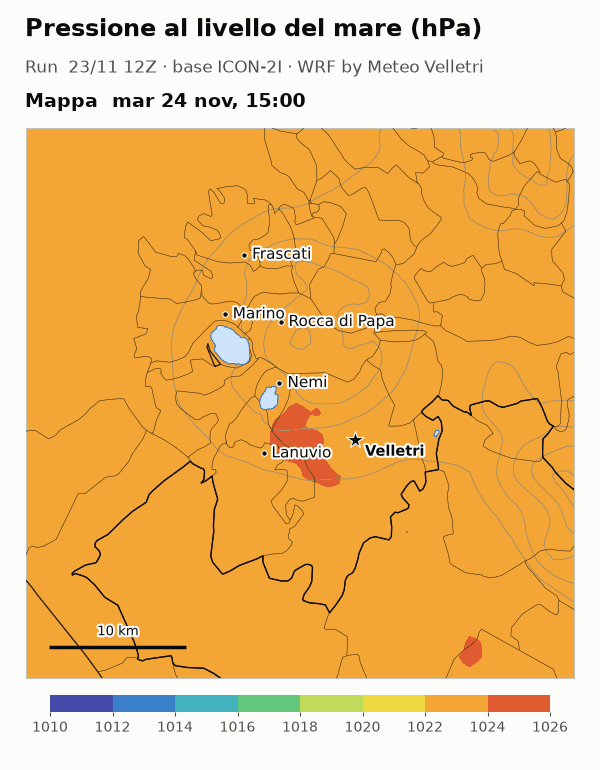 Pressione al livello del mare (hPa)
Run  23/11 12Z · base ICON-2I · WRF by Meteo Velletri
Mappa  mar 24 nov, 15:00
Frascati
Marino
Rocca di Papa
Nemi
Velletri
Lanuvio
10 km
1010 1012 1014 1016 1018 1020 1022 1024 1026